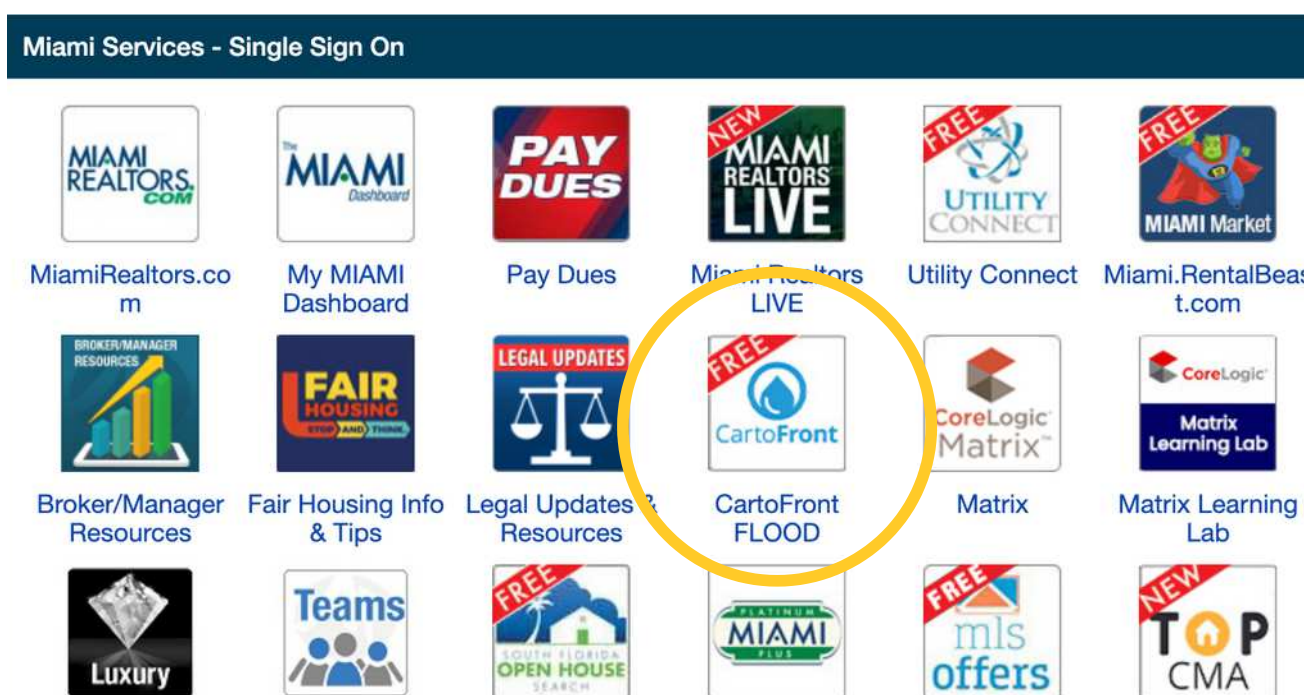 Miami Services - Single Sign On
MIAMI
REALTORS.
COM
The
MIAMI
Dashboard
PAY
DUES
NEW
MIAMI
REALTORS
LIVE
FREE
UTILITY
CONNECT
FREE
MIAMI Market
MiamiRealtors.co
m
My MIAMI
Dashboard
Pay Dues
Miami Realtors
LIVE
Utility Connect
Miami.RentalBeas
t.com
BROKER/MANAGER
RESOURCES
FAIR
HOUSING
STOP AND THINK
LEGAL UPDATES
FREE
CartoFront
CoreLogic
Matrix™
CoreLogic
Matrix
Learning Lab
Broker/Manager
Resources
Fair Housing Info
& Tips
Legal Updates &
Resources
CartoFront
FLOOD
Matrix
Matrix Learning
Lab
Luxury
Teams
FREE
SOUTH FLORIDA
OPEN HOUSE
SEARCH
PLATINUM
MIAMI
PLUS
FREE
mls
offers
NEW
TOP
CMA